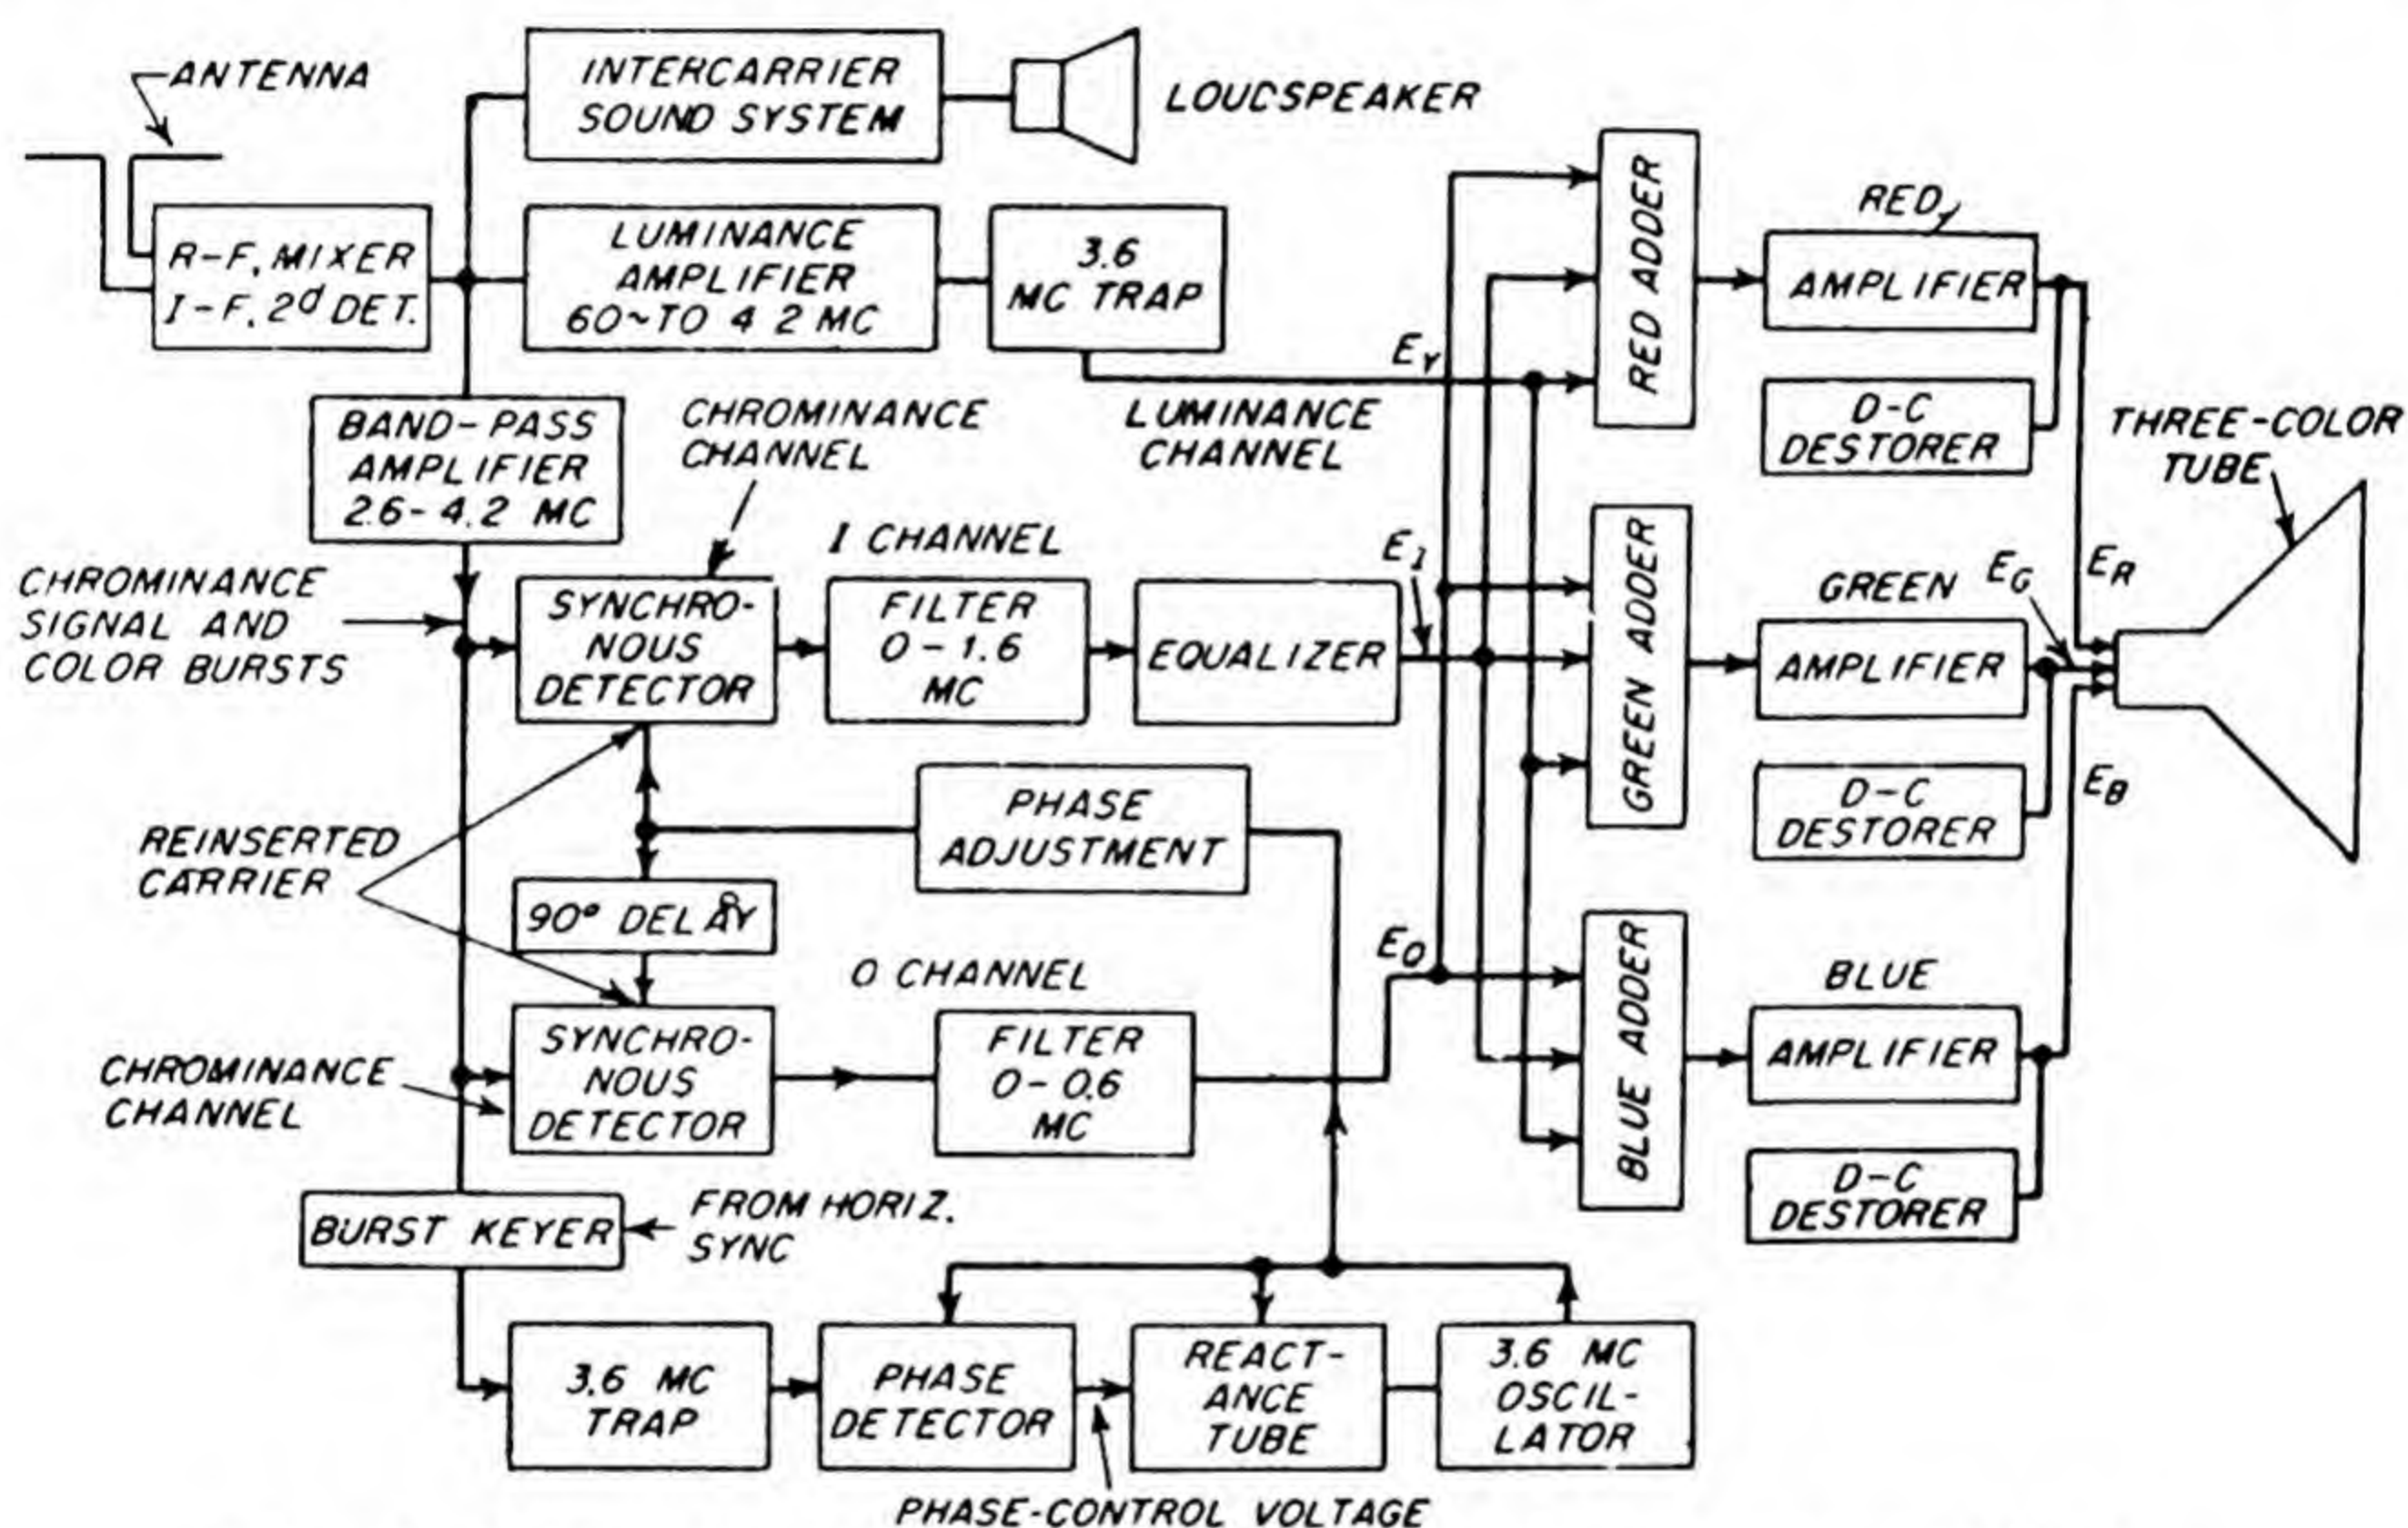 ANTENNA
INTERCARRIER
SOUND SYSTEM
LOUDSPEAKER
R-F, MIXER
I-F, 2d DET.
LUMINANCE
AMPLIFIER
60~TO 4 2 MC
3.6
MC TRAP
EY
LUMINANCE
CHANNEL
RED ADDER
RED
AMPLIFIER
D-C
DESTORER
THREE-COLOR
TUBE
BAND-PASS
AMPLIFIER
2.6-4.2 MC
CHROMINANCE
CHANNEL
CHROMINANCE
SIGNAL AND
COLOR BURSTS
I CHANNEL
SYNCHRO-
NOUS
DETECTOR
FILTER
0-1.6
MC
EQUALIZER
EI
GREEN ADDER
GREEN
AMPLIFIER
EG
ER
D-C
DESTORER
EB
REINSERTED
CARRIER
PHASE
ADJUSTMENT
90° DELAY
O CHANNEL
EO
CHROMINANCE
CHANNEL
SYNCHRO-
NOUS
DETECTOR
FILTER
0-0.6
MC
BLUE ADDER
BLUE
AMPLIFIER
D-C
DESTORER
BURST KEYER
FROM HORIZ.
SYNC
3.6 MC
TRAP
PHASE
DETECTOR
REACT-
ANCE
TUBE
3.6 MC
OSCIL-
LATOR
PHASE-CONTROL VOLTAGE